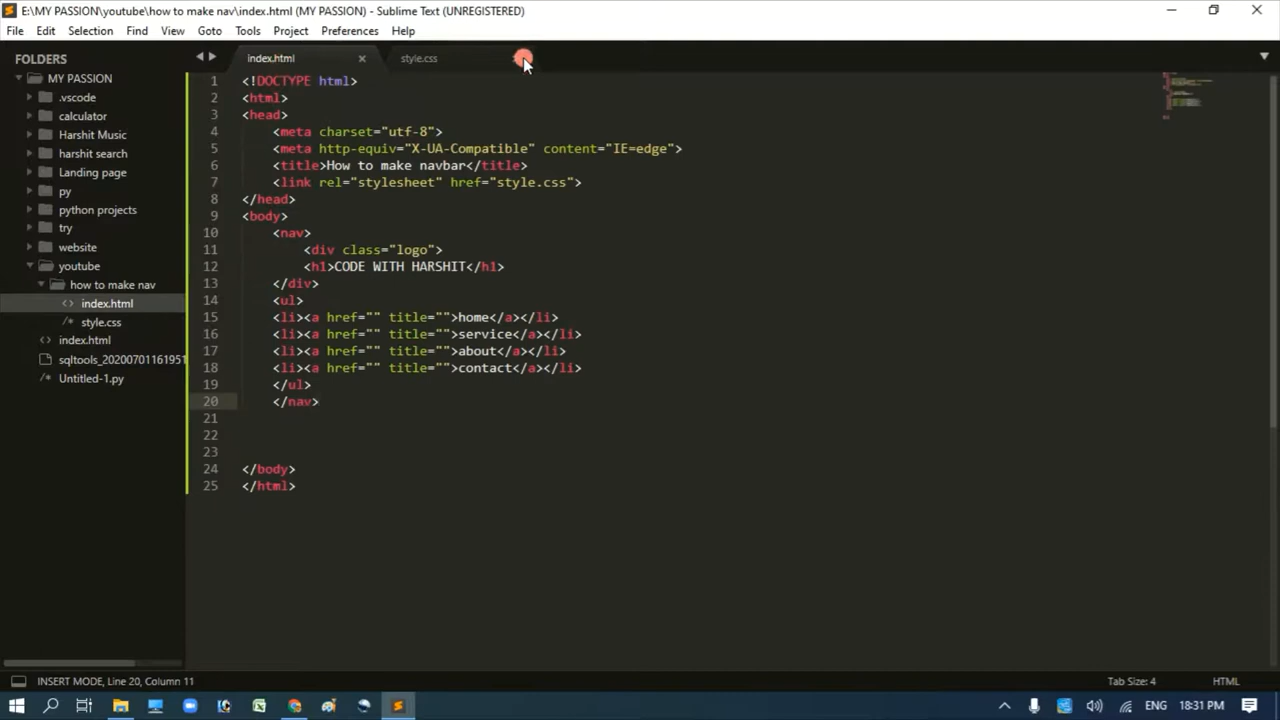 E:\MY PASSION\youtube\how to make nav\index.html (MY PASSION) - Sublime Text (UNREGISTERED)
File Edit Selection Find View Goto Tools Project Preferences Help
FOLDERS
MY PASSION
.vscode
calculator
Harshit Music
harshit search
Landing page
py
python projects
try
website
youtube
how to make nav
index.html
style.css
index.html
sqltools_20200701161951
Untitled-1.py
index.html style.css
1 <!DOCTYPE html>
2 <html>
3 <head>
4 <meta charset="utf-8">
5 <meta http-equiv="X-UA-Compatible" content="IE=edge">
6 <title>How to make navbar</title>
7 <link rel="stylesheet" href="style.css">
8 </head>
9 <body>
10 <nav>
11 <div class="logo">
12 <h1>CODE WITH HARSHIT</h1>
13 </div>
14 <ul>
15 <li><a href="" title="">home</a></li>
16 <li><a href="" title="">service</a></li>
17 <li><a href="" title="">about</a></li>
18 <li><a href="" title="">contact</a></li>
19 </ul>
20 </nav>
21
22
23
24 </body>
25 </html>
INSERT MODE, Line 20, Column 11 Tab Size: 4 HTML
ENG 18:31 PM